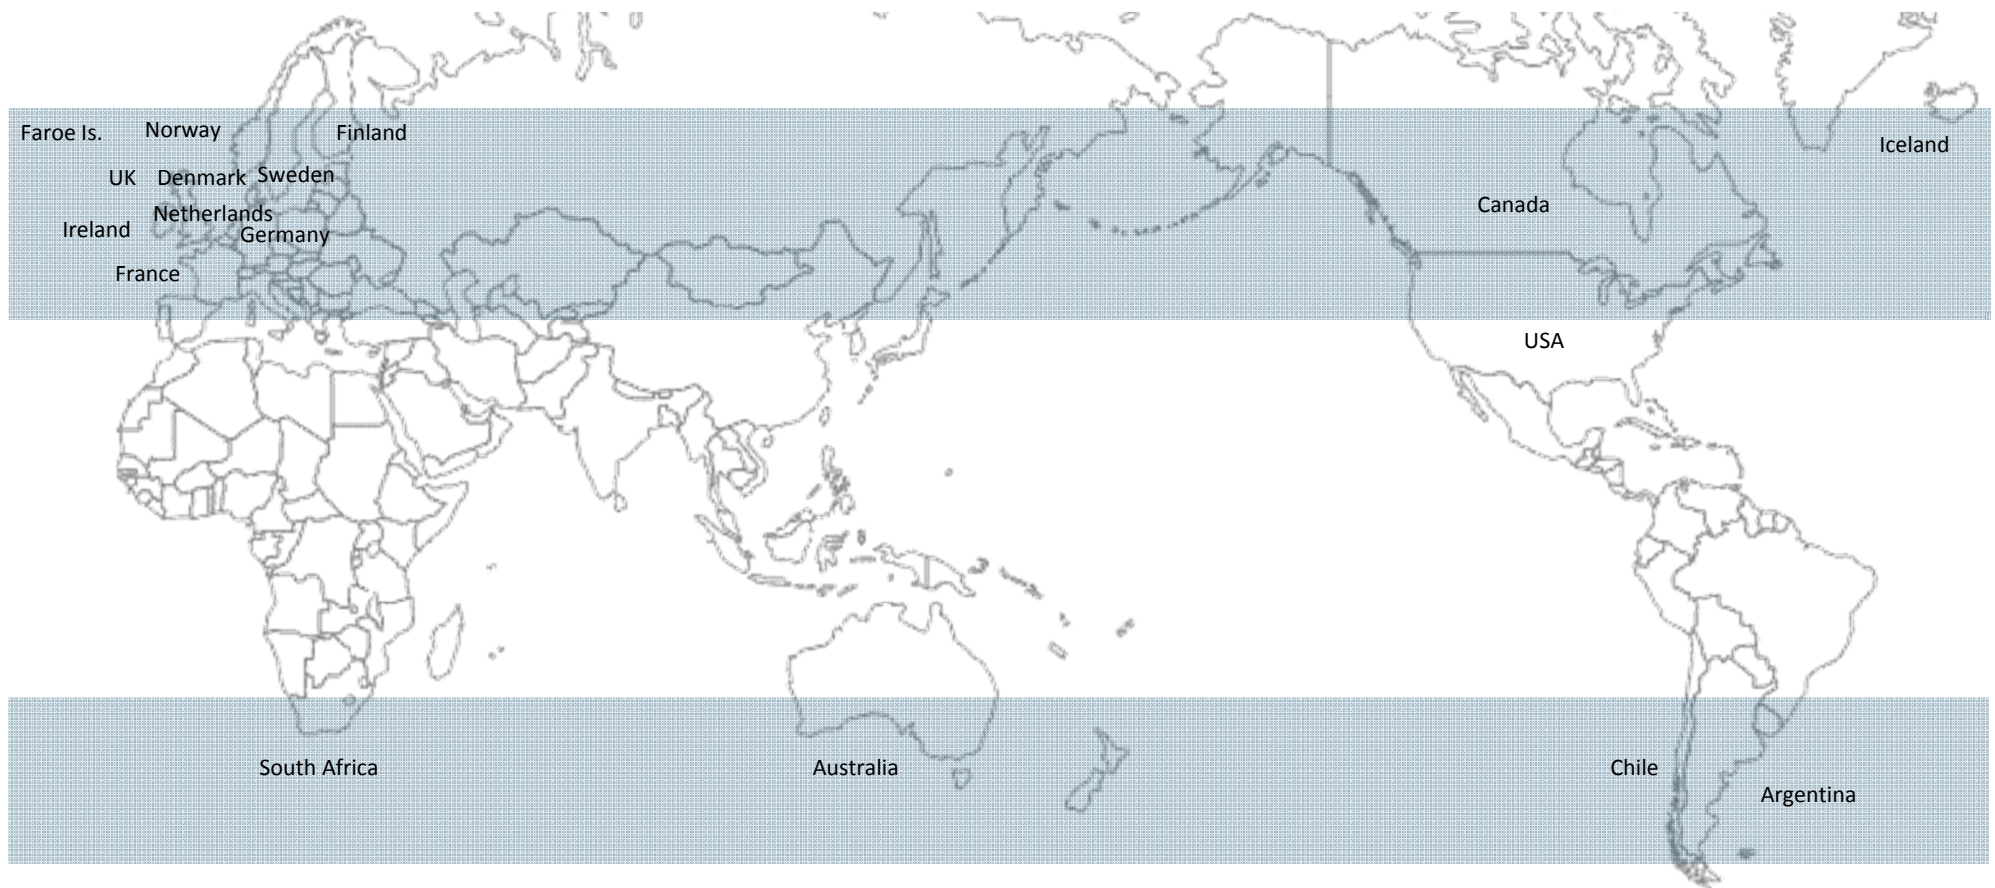 Faroe Is.
Norway
Finland
Iceland
UK
Denmark
Sweden
Canada
Netherlands
Ireland
Germany
France
USA
South Africa
Australia
Chile
Argentina